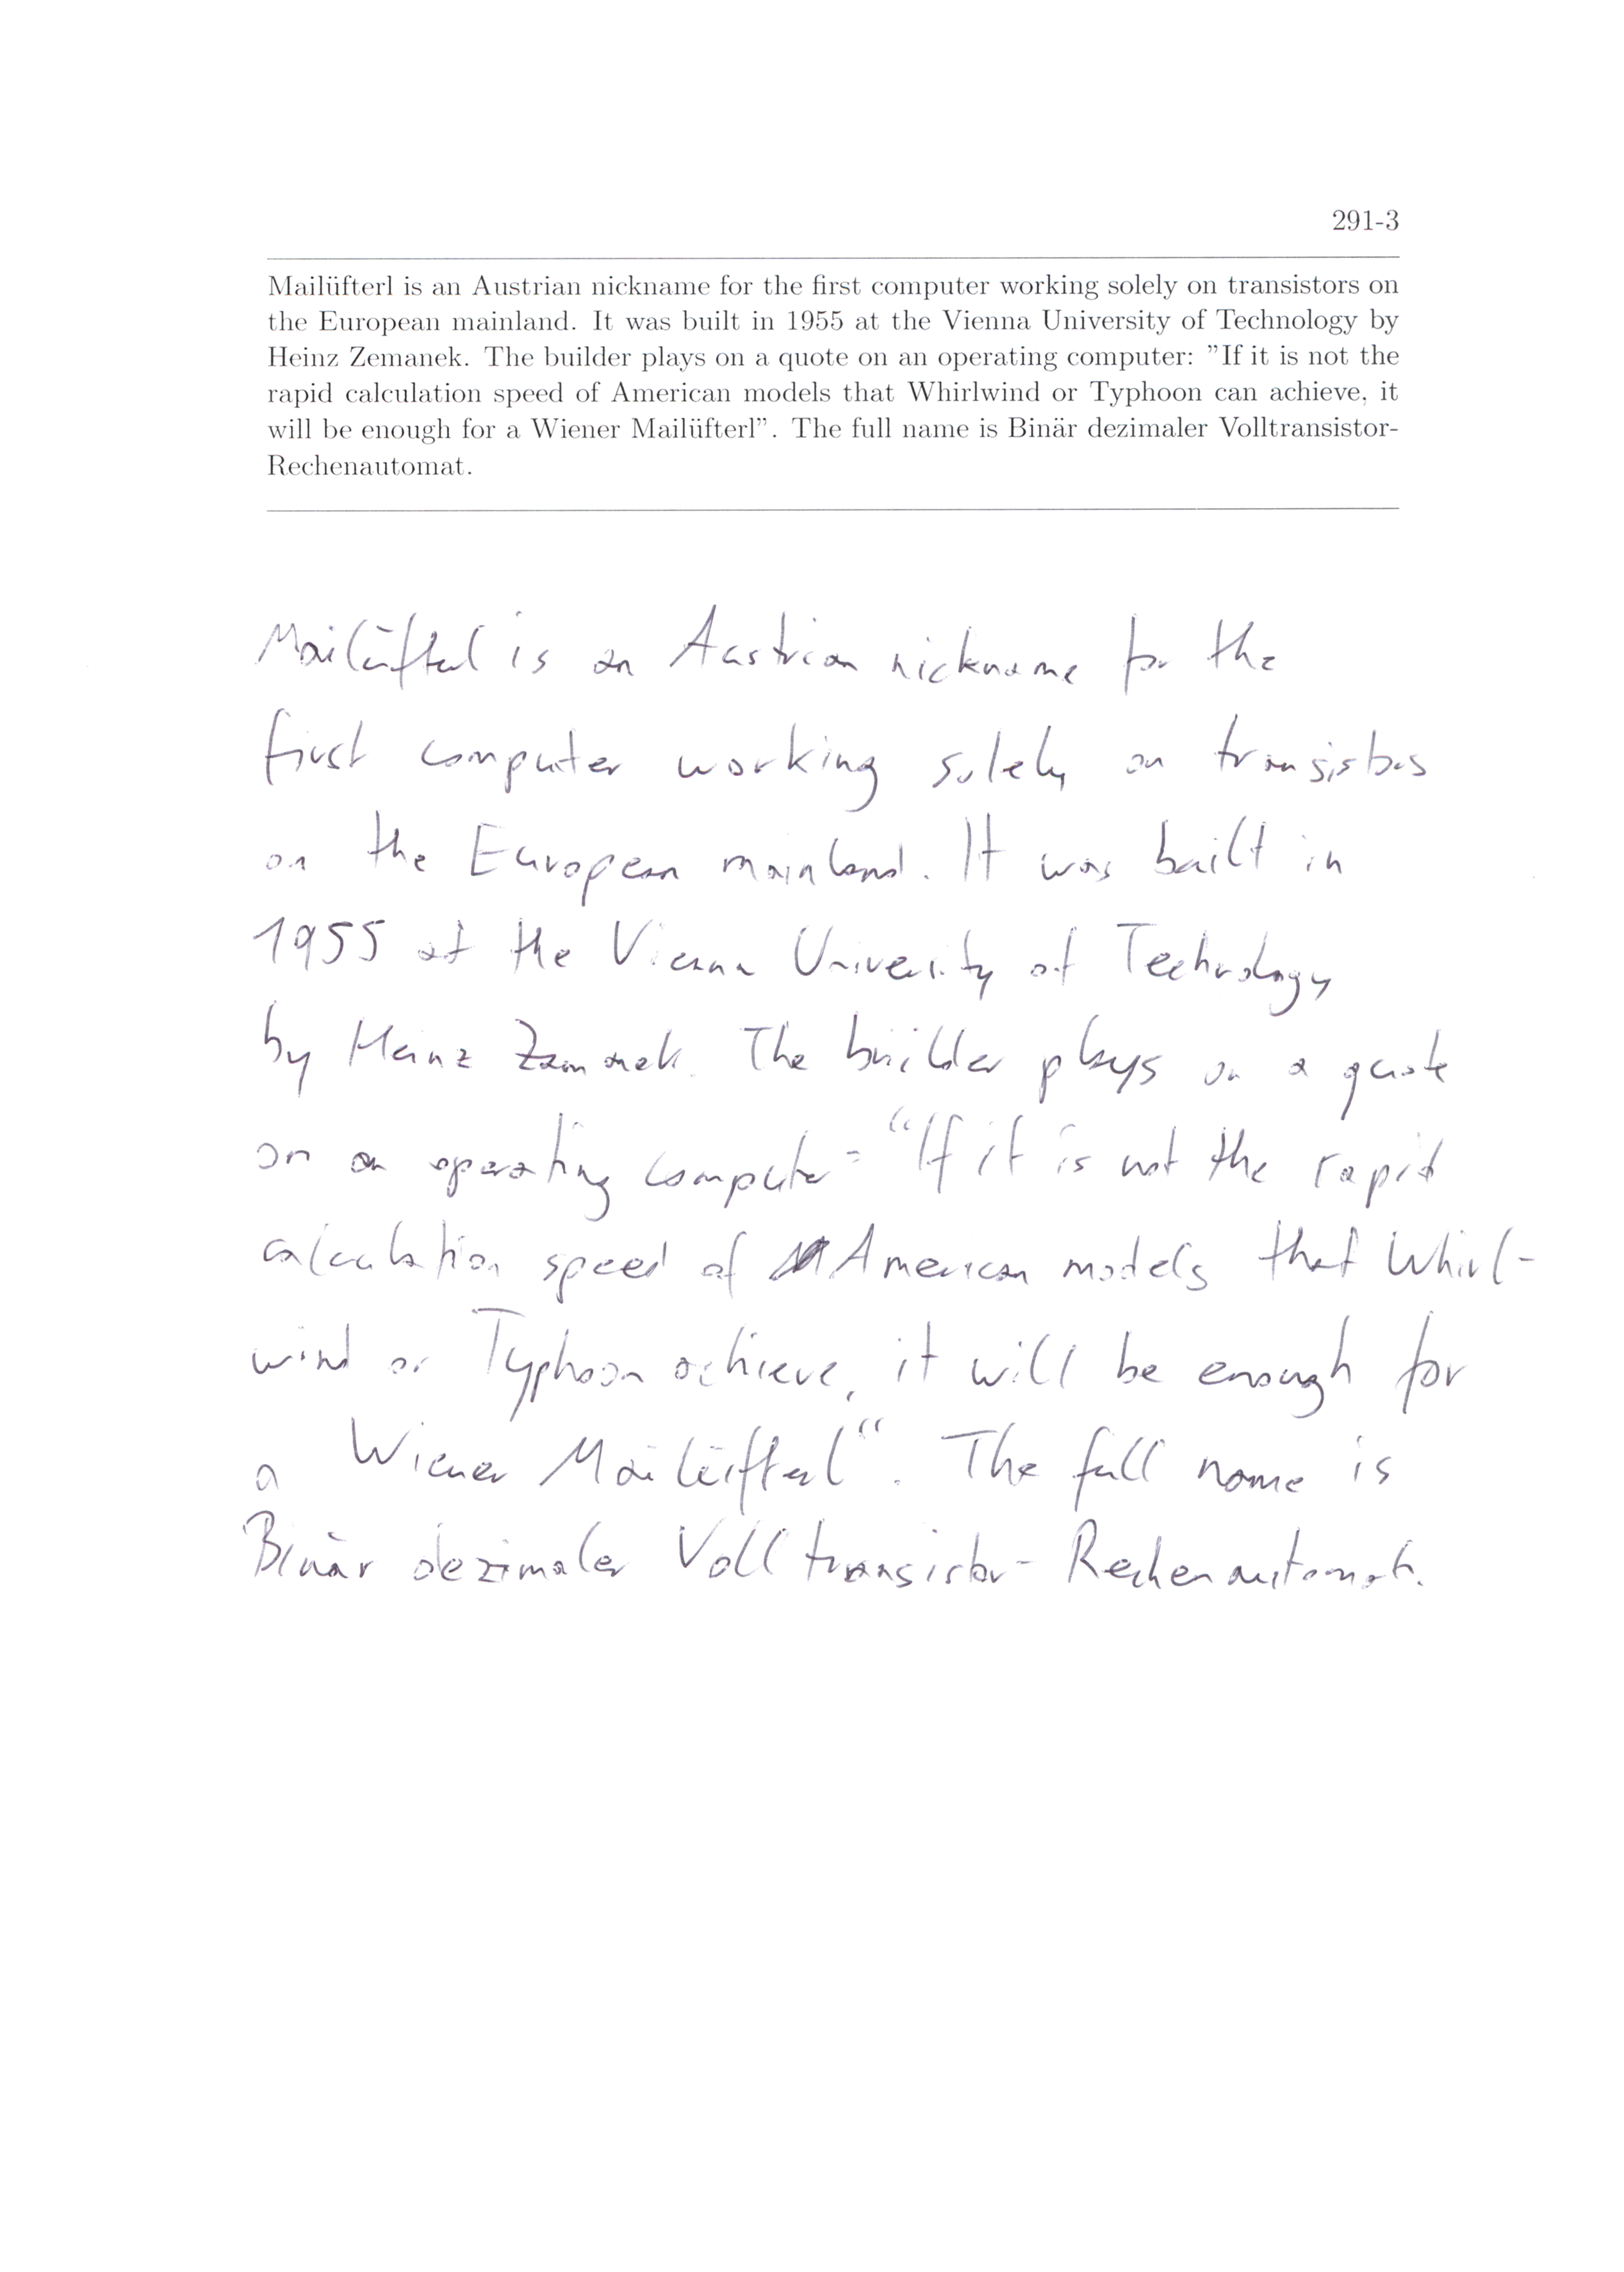 291-3
Mailüfterl is an Austrian nickname for the first computer working solely on transistors on
the European mainland. It was built in 1955 at the Vienna University of Technology by
Heinz Zemanek. The builder plays on a quote on an operating computer: ”If it is not the
rapid calculation speed of American models that Whirlwind or Typhoon can achieve, it
will be enough for a Wiener Mailüfterl”. The full name is Binär dezimaler Volltransistor-
Rechenautomat.
Mailüfterl is an Austrian nickname for the
first computer working solely on transistors
on the European mainland. It was built in
1955 at the Vienna University of Technology
by Heinz Zemanek. The builder plays on a quote
on an operating computer: “If it is not the rapid
calculation speed of American models that Whirl-
wind or Typhoon achieve, it will be enough for
a Wiener Mailüfterl“. The full name is
Binär dezimaler Volltransistor-Rechenautomat.